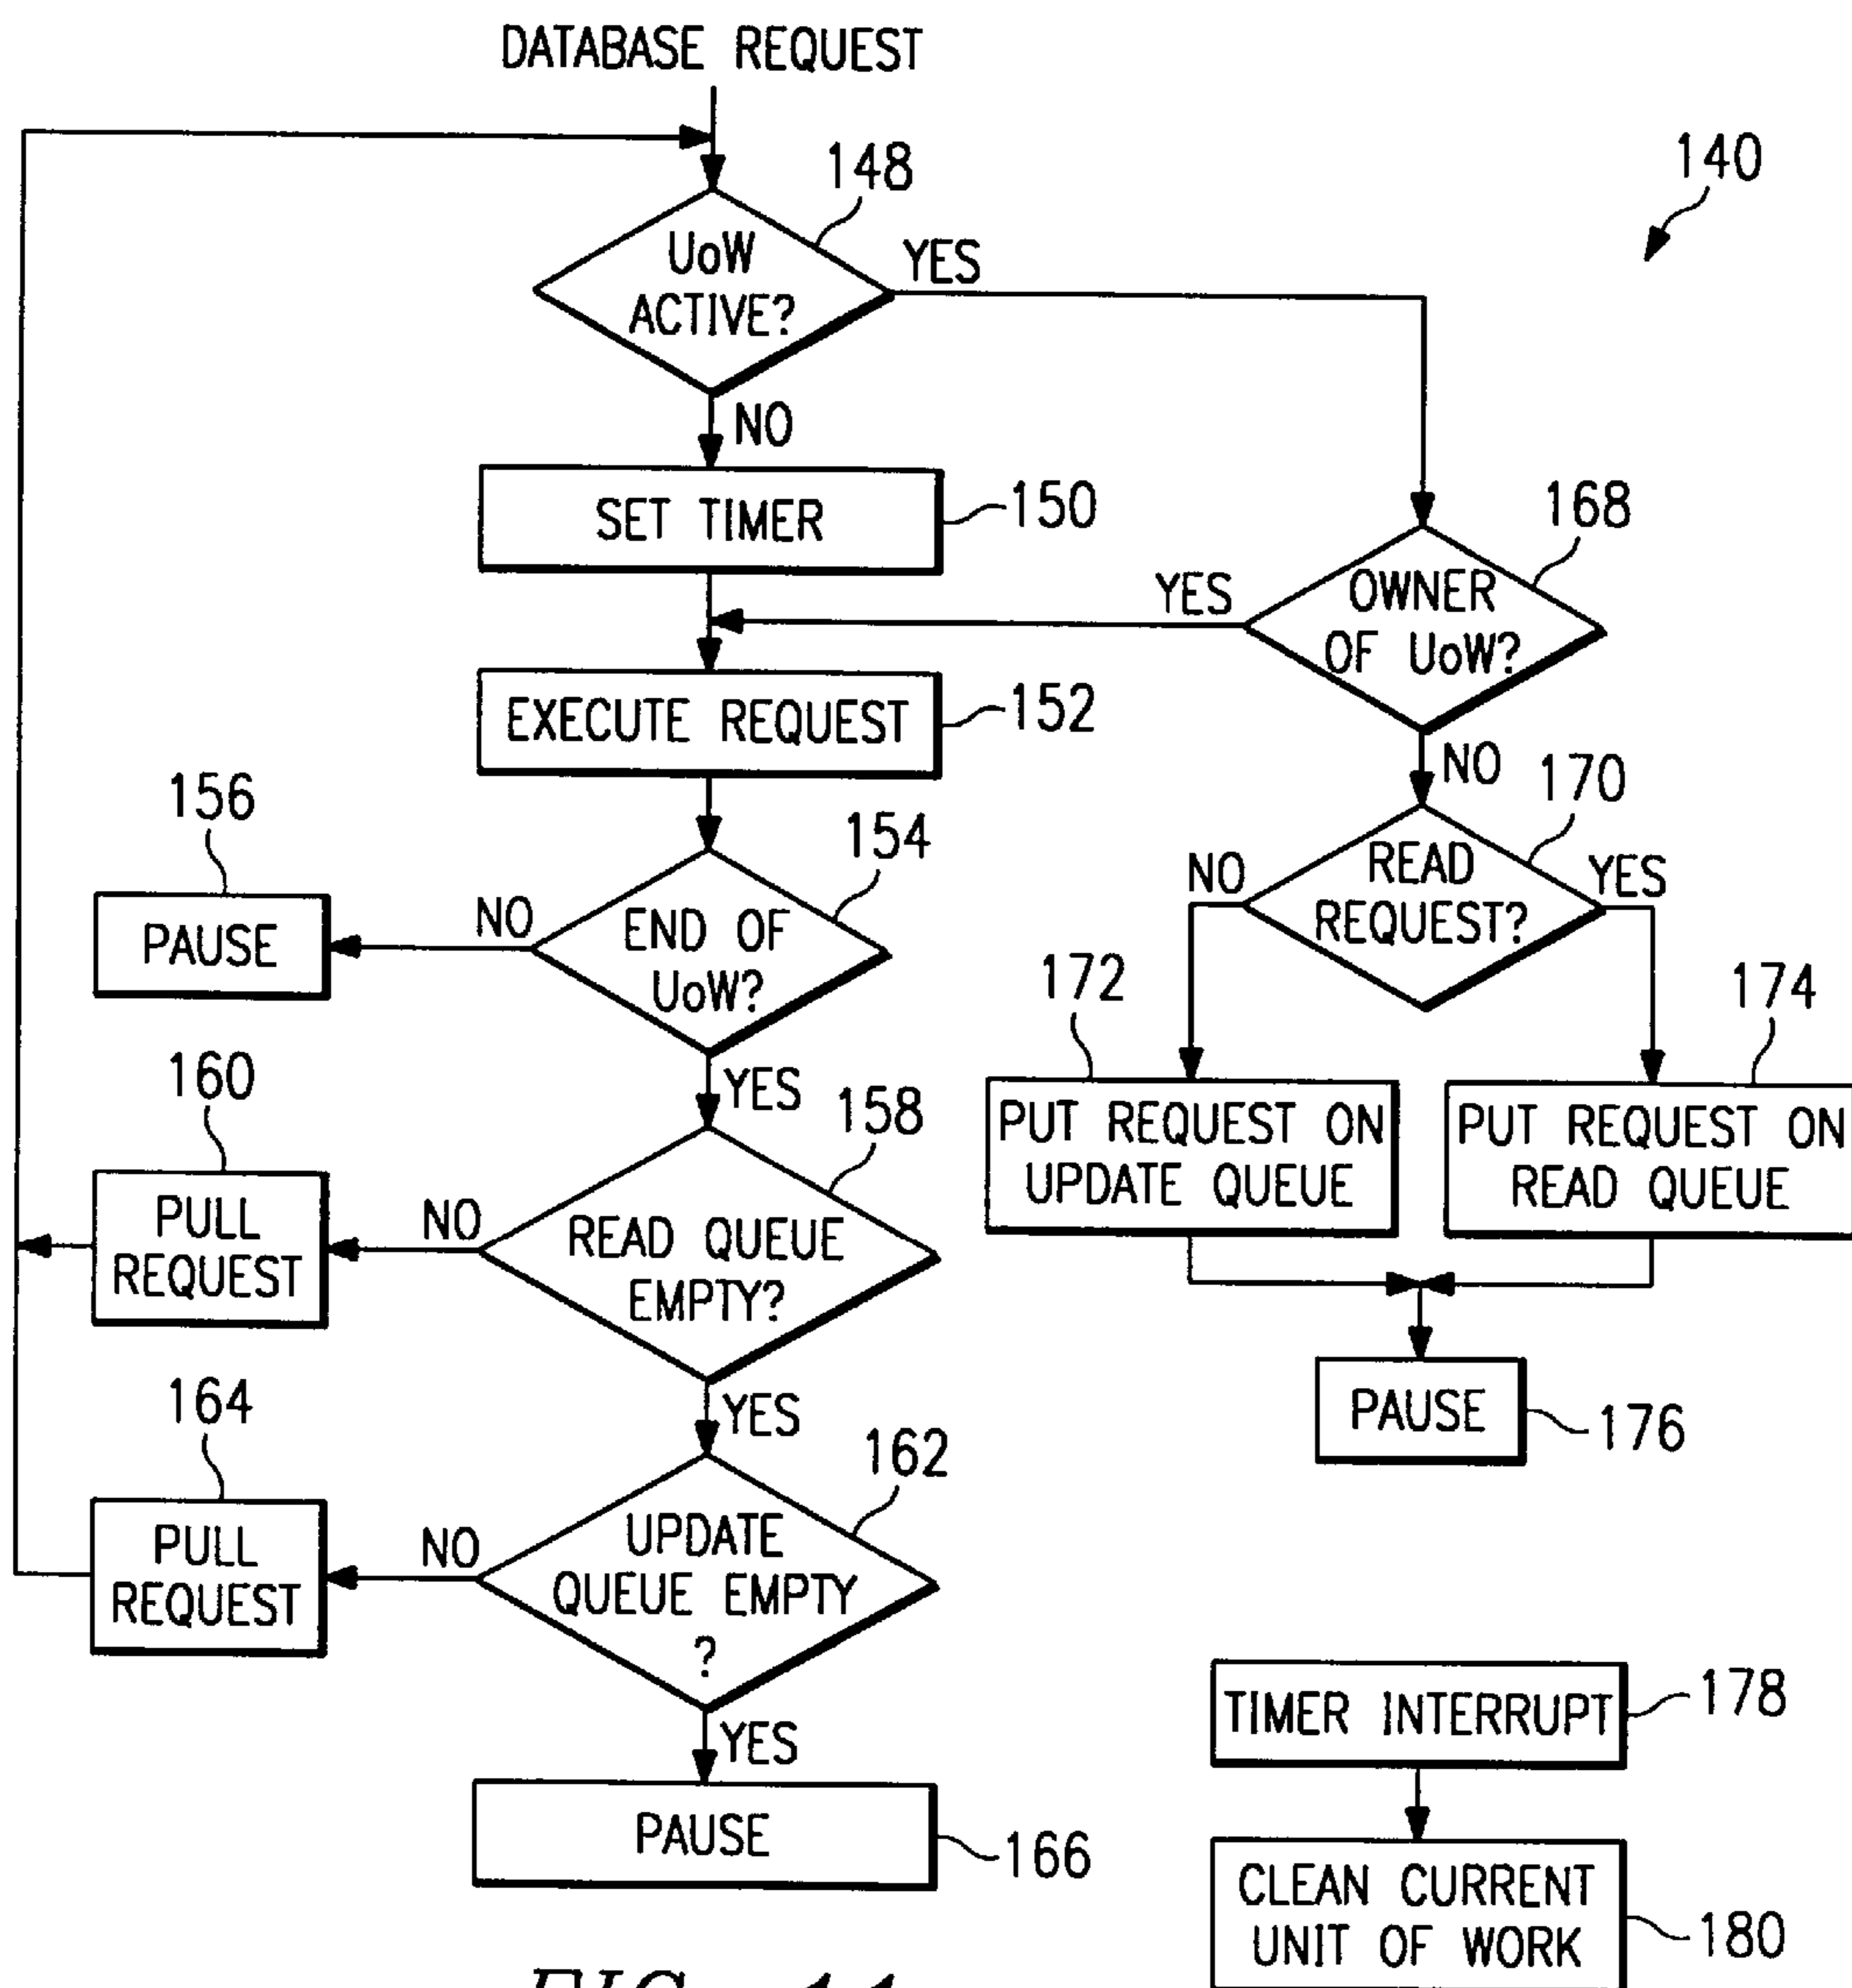 DATABASE REQUEST
140
148
UoW
ACTIVE?
YES
NO
SET TIMER
150
168
OWNER
OF UoW?
YES
NO
EXECUTE REQUEST
152
156
PAUSE
NO
154
END OF
UoW?
YES
170
READ
REQUEST?
NO
YES
172
PUT REQUEST ON
UPDATE QUEUE
174
PUT REQUEST ON
READ QUEUE
160
PULL
REQUEST
NO
158
READ QUEUE
EMPTY?
YES
PAUSE
176
164
PULL
REQUEST
NO
162
UPDATE
QUEUE EMPTY
?
YES
PAUSE
166
TIMER INTERRUPT
178
CLEAN CURRENT
UNIT OF WORK
180